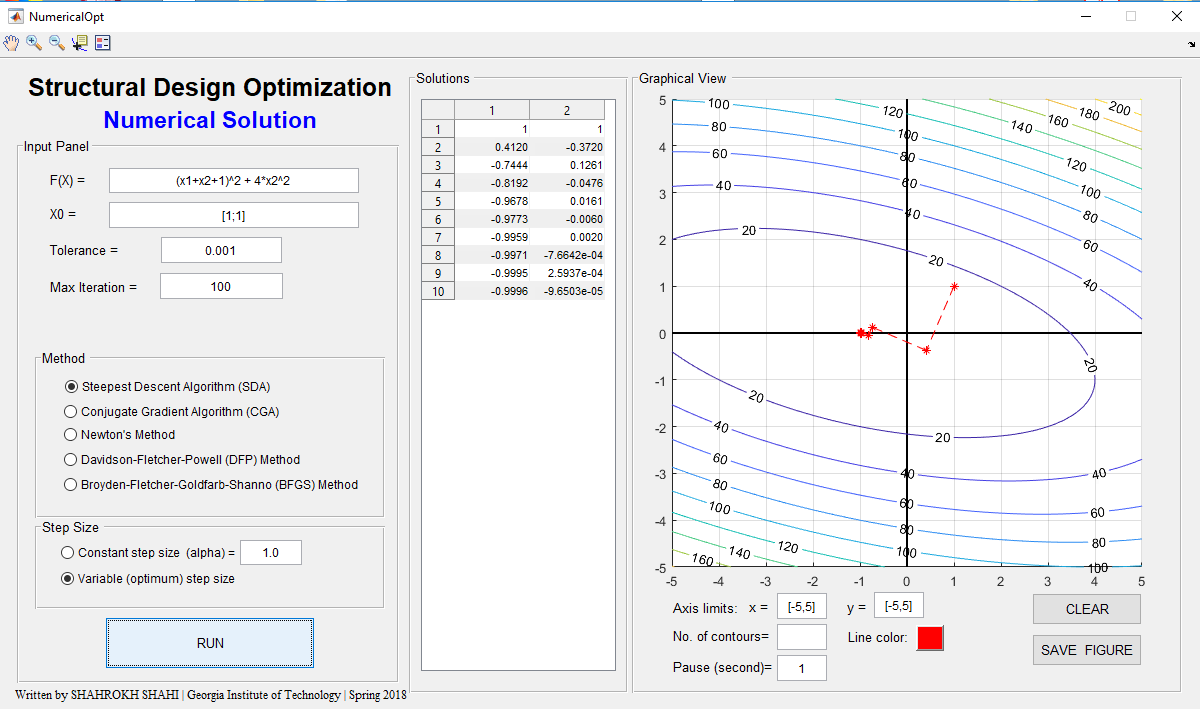 NumericalOpt
Structural Design Optimization
Numerical Solution
Input Panel
F(X) = (x1+x2+1)^2 + 4*x2^2
X0 = [1;1]
Tolerance = 0.001
Max Iteration = 100
Method
Steepest Descent Algorithm (SDA)
Conjugate Gradient Algorithm (CGA)
Newton's Method
Davidson-Fletcher-Powell (DFP) Method
Broyden-Fletcher-Goldfarb-Shanno (BFGS) Method
Step Size
Constant step size (alpha) = 1.0
Variable (optimum) step size
RUN
Written by SHAHROKH SHAHI | Georgia Institute of Technology | Spring 2018
Solutions
1 2
1 1 1
2 0.4120 -0.3720
3 -0.7444 0.1261
4 -0.8192 -0.0476
5 -0.9678 0.0161
6 -0.9773 -0.0060
7 -0.9959 0.0020
8 -0.9971 -7.6642e-04
9 -0.9995 2.5937e-04
10 -0.9996 -9.6503e-05
Graphical View
5 100 120 200
180
160
140
80 100
4 60 80 120
40 60 100
3 40 80
20 60
2 20 40
1
0
20
-1
20
-2 40 20
60
-3 80 40 40
100 60
60
-4 80 80
160 140 120 100 100
-5
-5 -4 -3 -2 -1 0 1 2 3 4 5
Axis limits: x = [-5,5] y = [-5,5]
No. of contours= Line color:
Pause (second)= 1
CLEAR
SAVE FIGURE